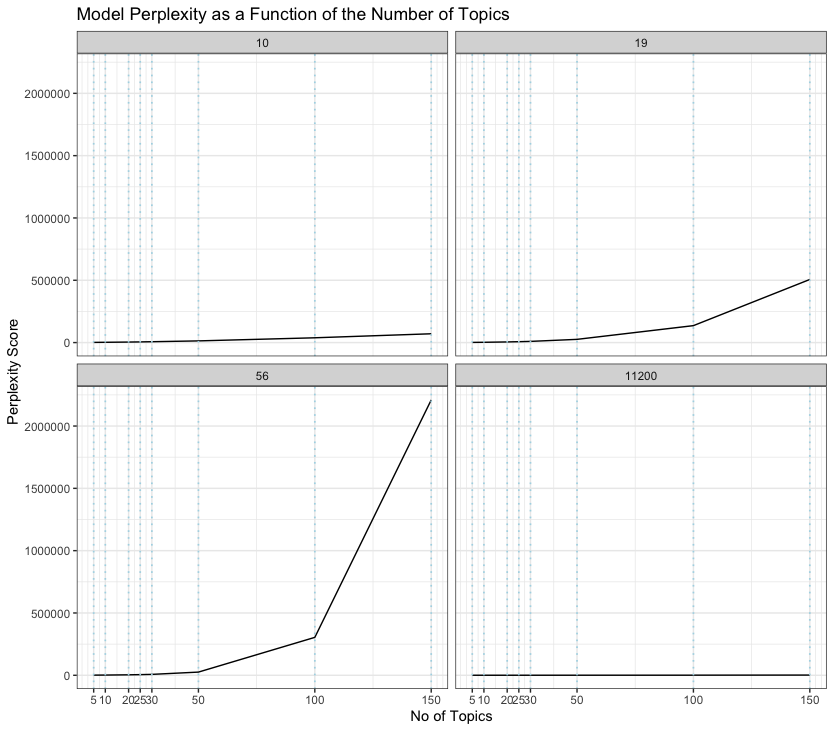 Model Perplexity as a Function of the Number of Topics
10
19
2000000
1500000
1000000
500000
0
56
11200
2000000
1500000
1000000
500000
0
5 10 20 25 30 50 100 150
5 10 20 25 30 50 100 150
No of Topics
Perplexity Score